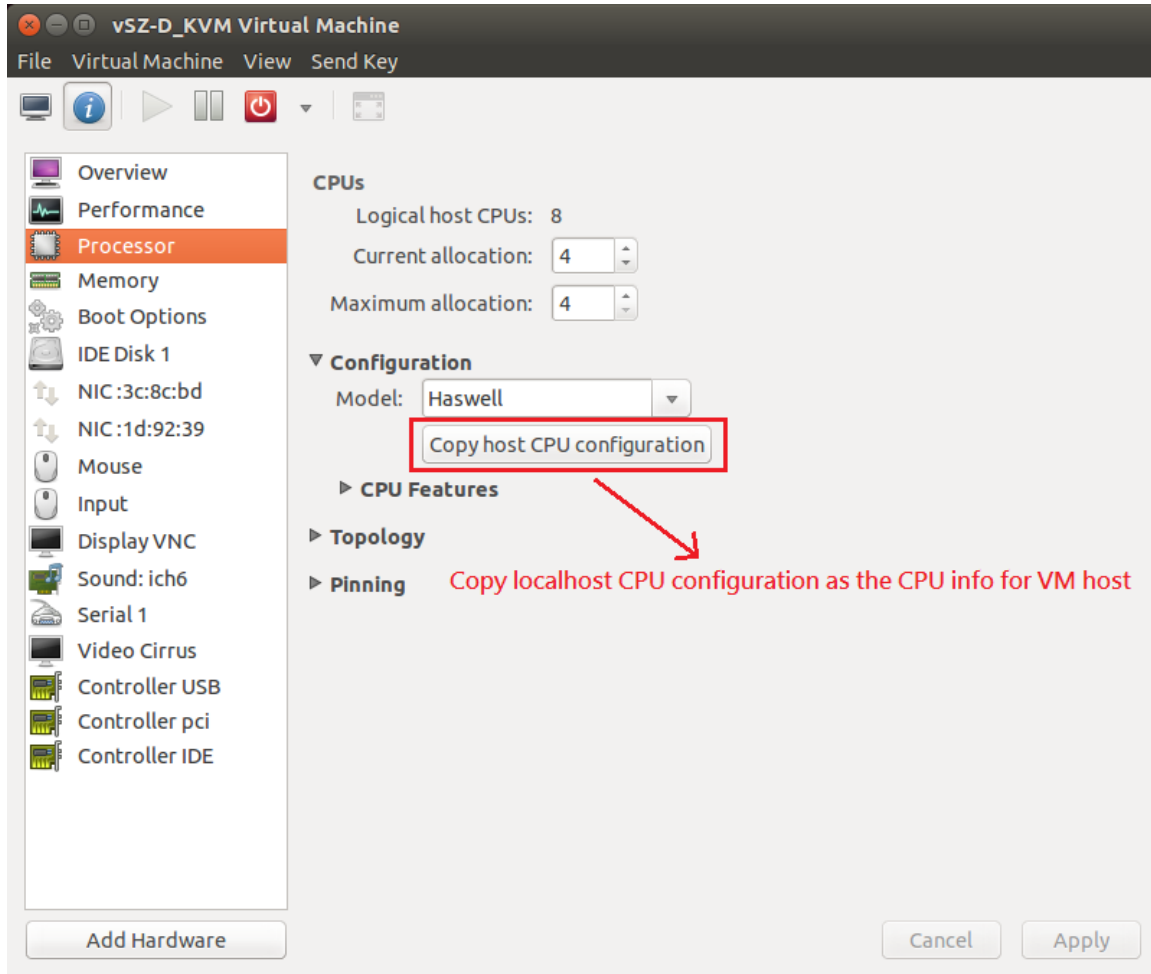 vSZ-D_KVM Virtual Machine
File Virtual Machine View Send Key
Overview
Performance
Processor
Memory
Boot Options
IDE Disk 1
NIC :3c:8c:bd
NIC :1d:92:39
Mouse
Input
Display VNC
Sound: ich6
Serial 1
Video Cirrus
Controller USB
Controller pci
Controller IDE
Add Hardware
CPUs
Logical host CPUs: 8
Current allocation: 4
Maximum allocation: 4
Configuration
Model: Haswell
Copy host CPU configuration
CPU Features
Topology
Pinning
Copy localhost CPU configuration as the CPU info for VM host
Cancel Apply